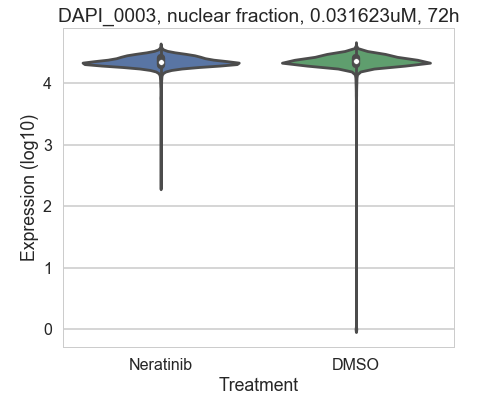 DAPI_0003, nuclear fraction, 0.031623uM, 72h
Expression (log10)
4
3
2
1
0
Neratinib DMSO
Treatment